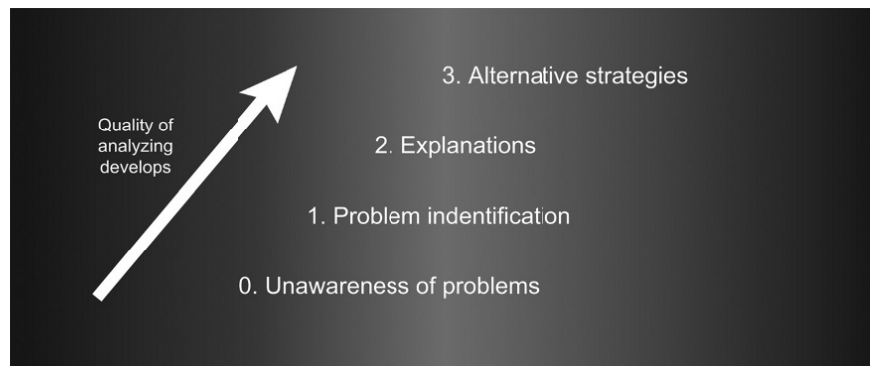 3. Alternative strategies
Quality of
analyzing
develops
2. Explanations
1. Problem indentification
0. Unawareness of problems